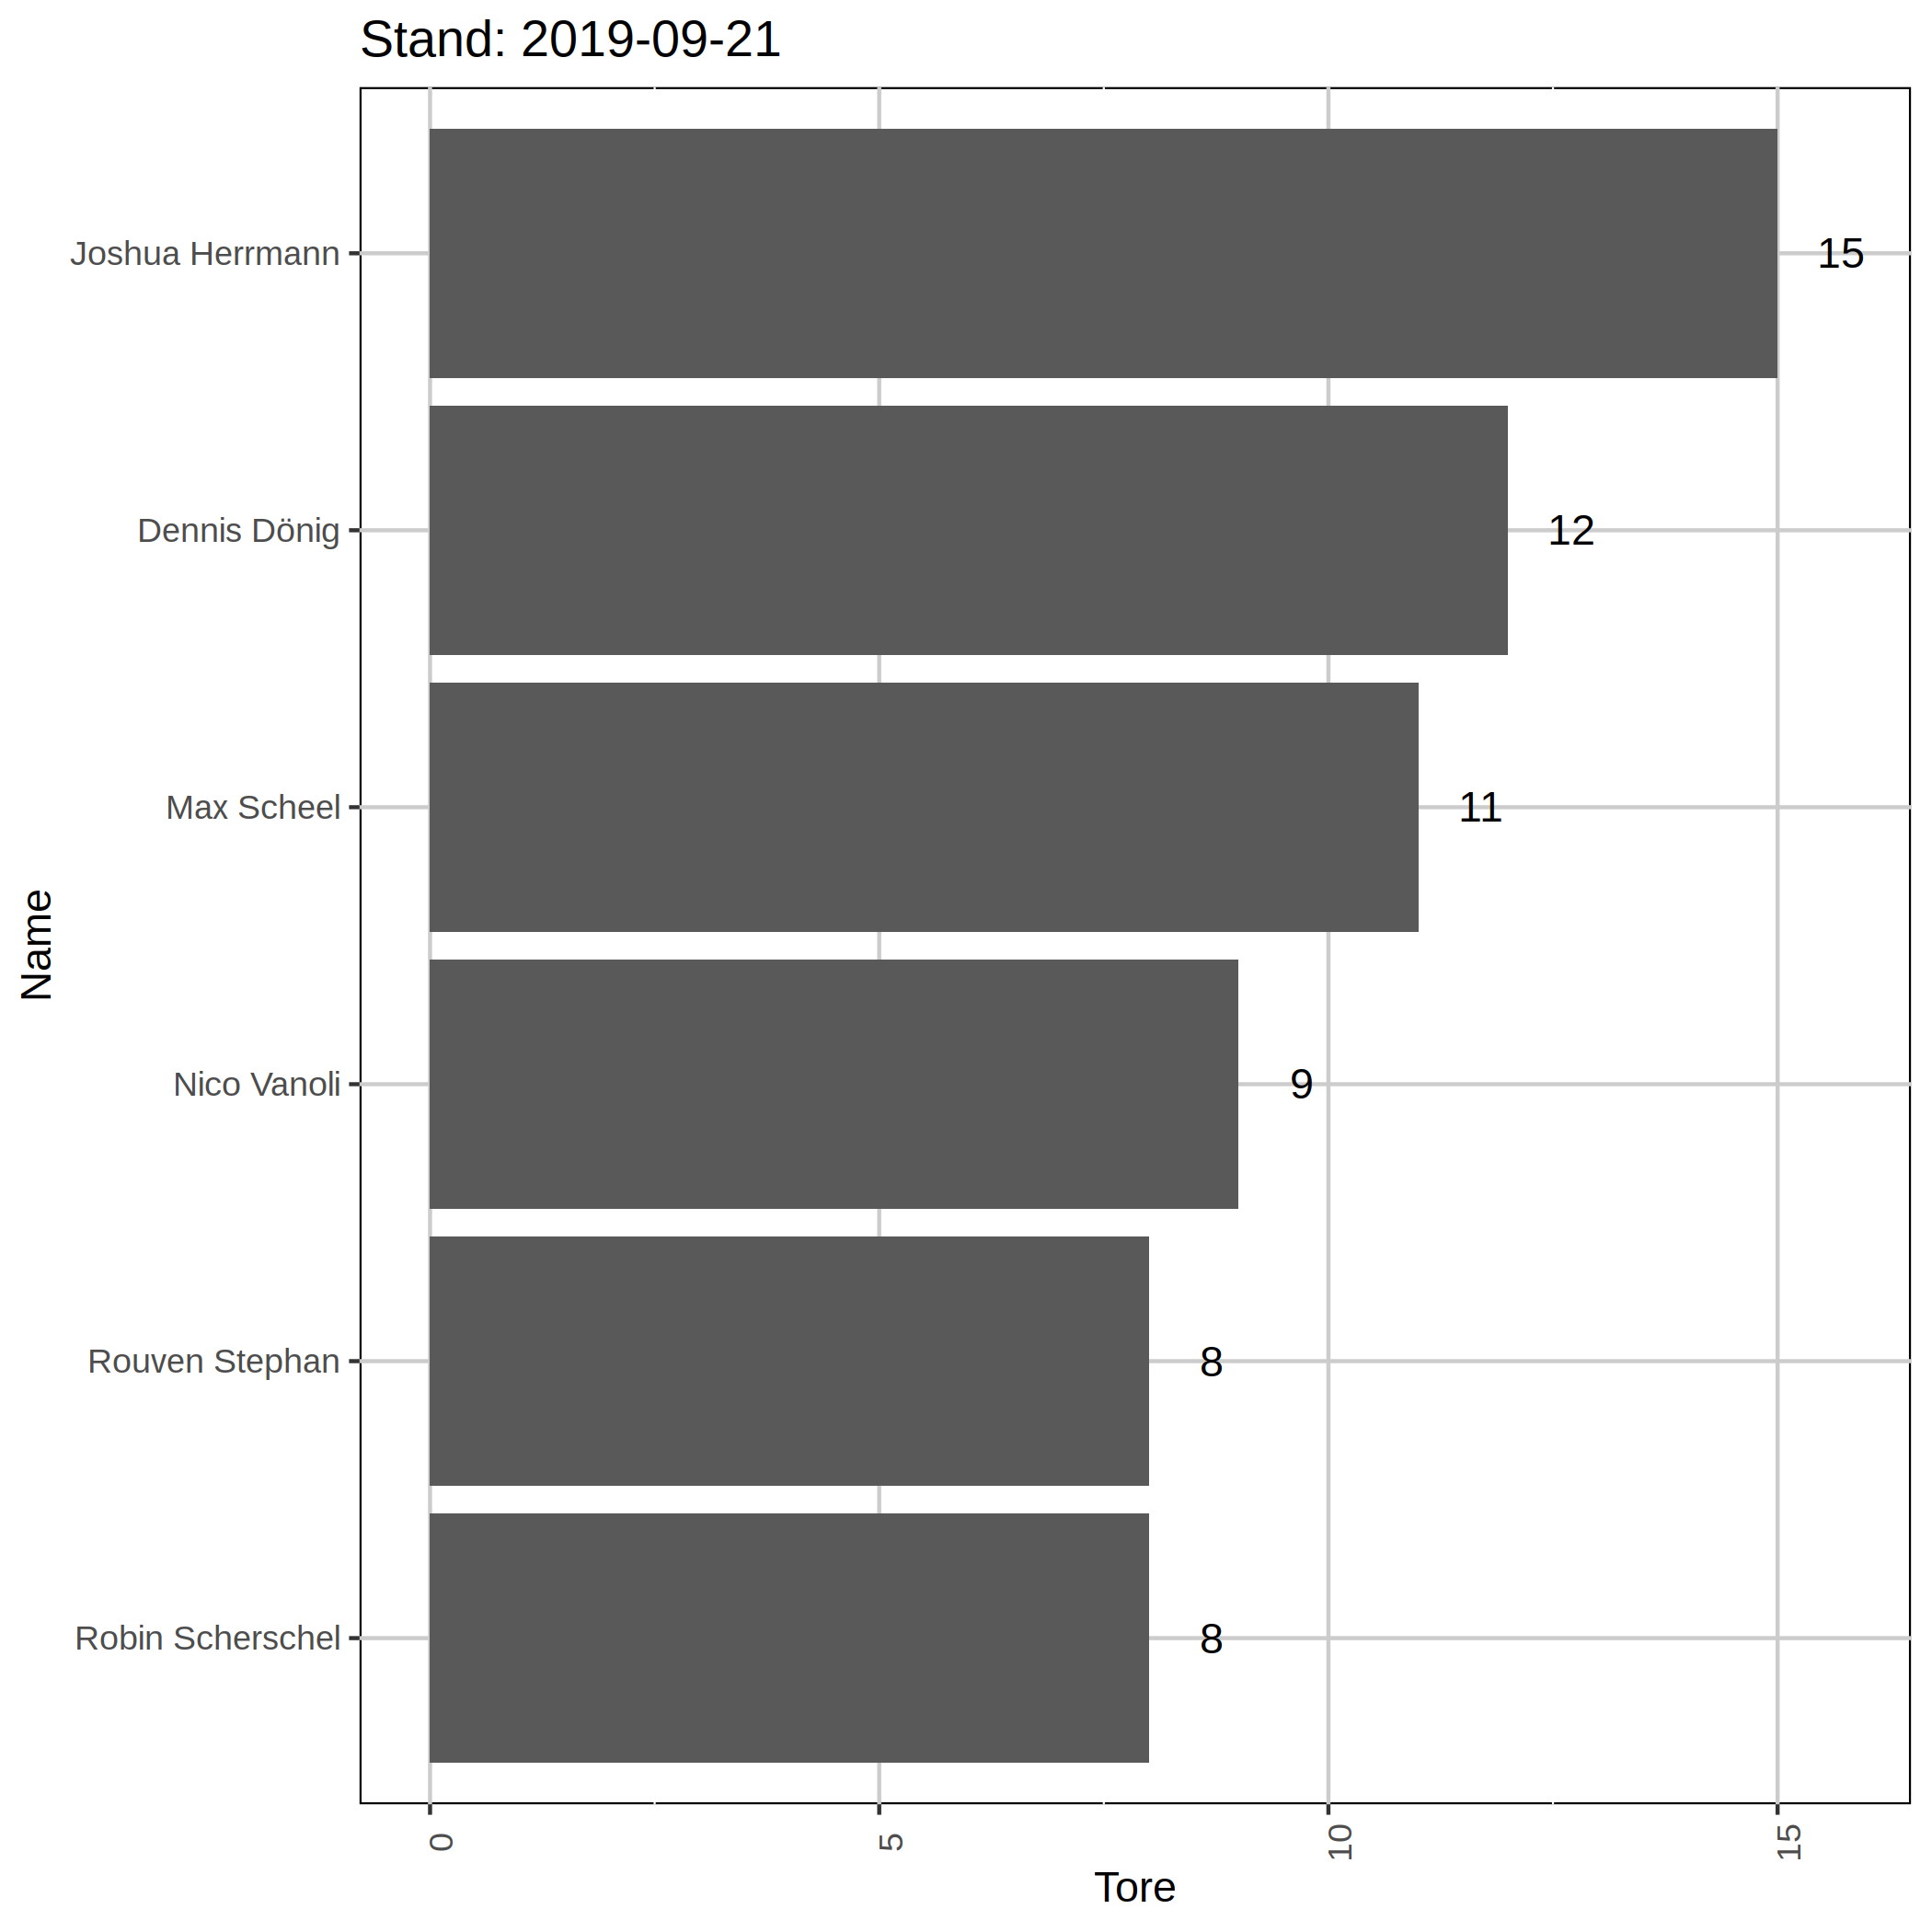 Stand: 2019-09-21
Joshua Herrmann
15
Dennis Dönig
12
Max Scheel
11
Name
Nico Vanoli
9
Rouven Stephan
8
Robin Scherschel
8
0
5
10
15
Tore